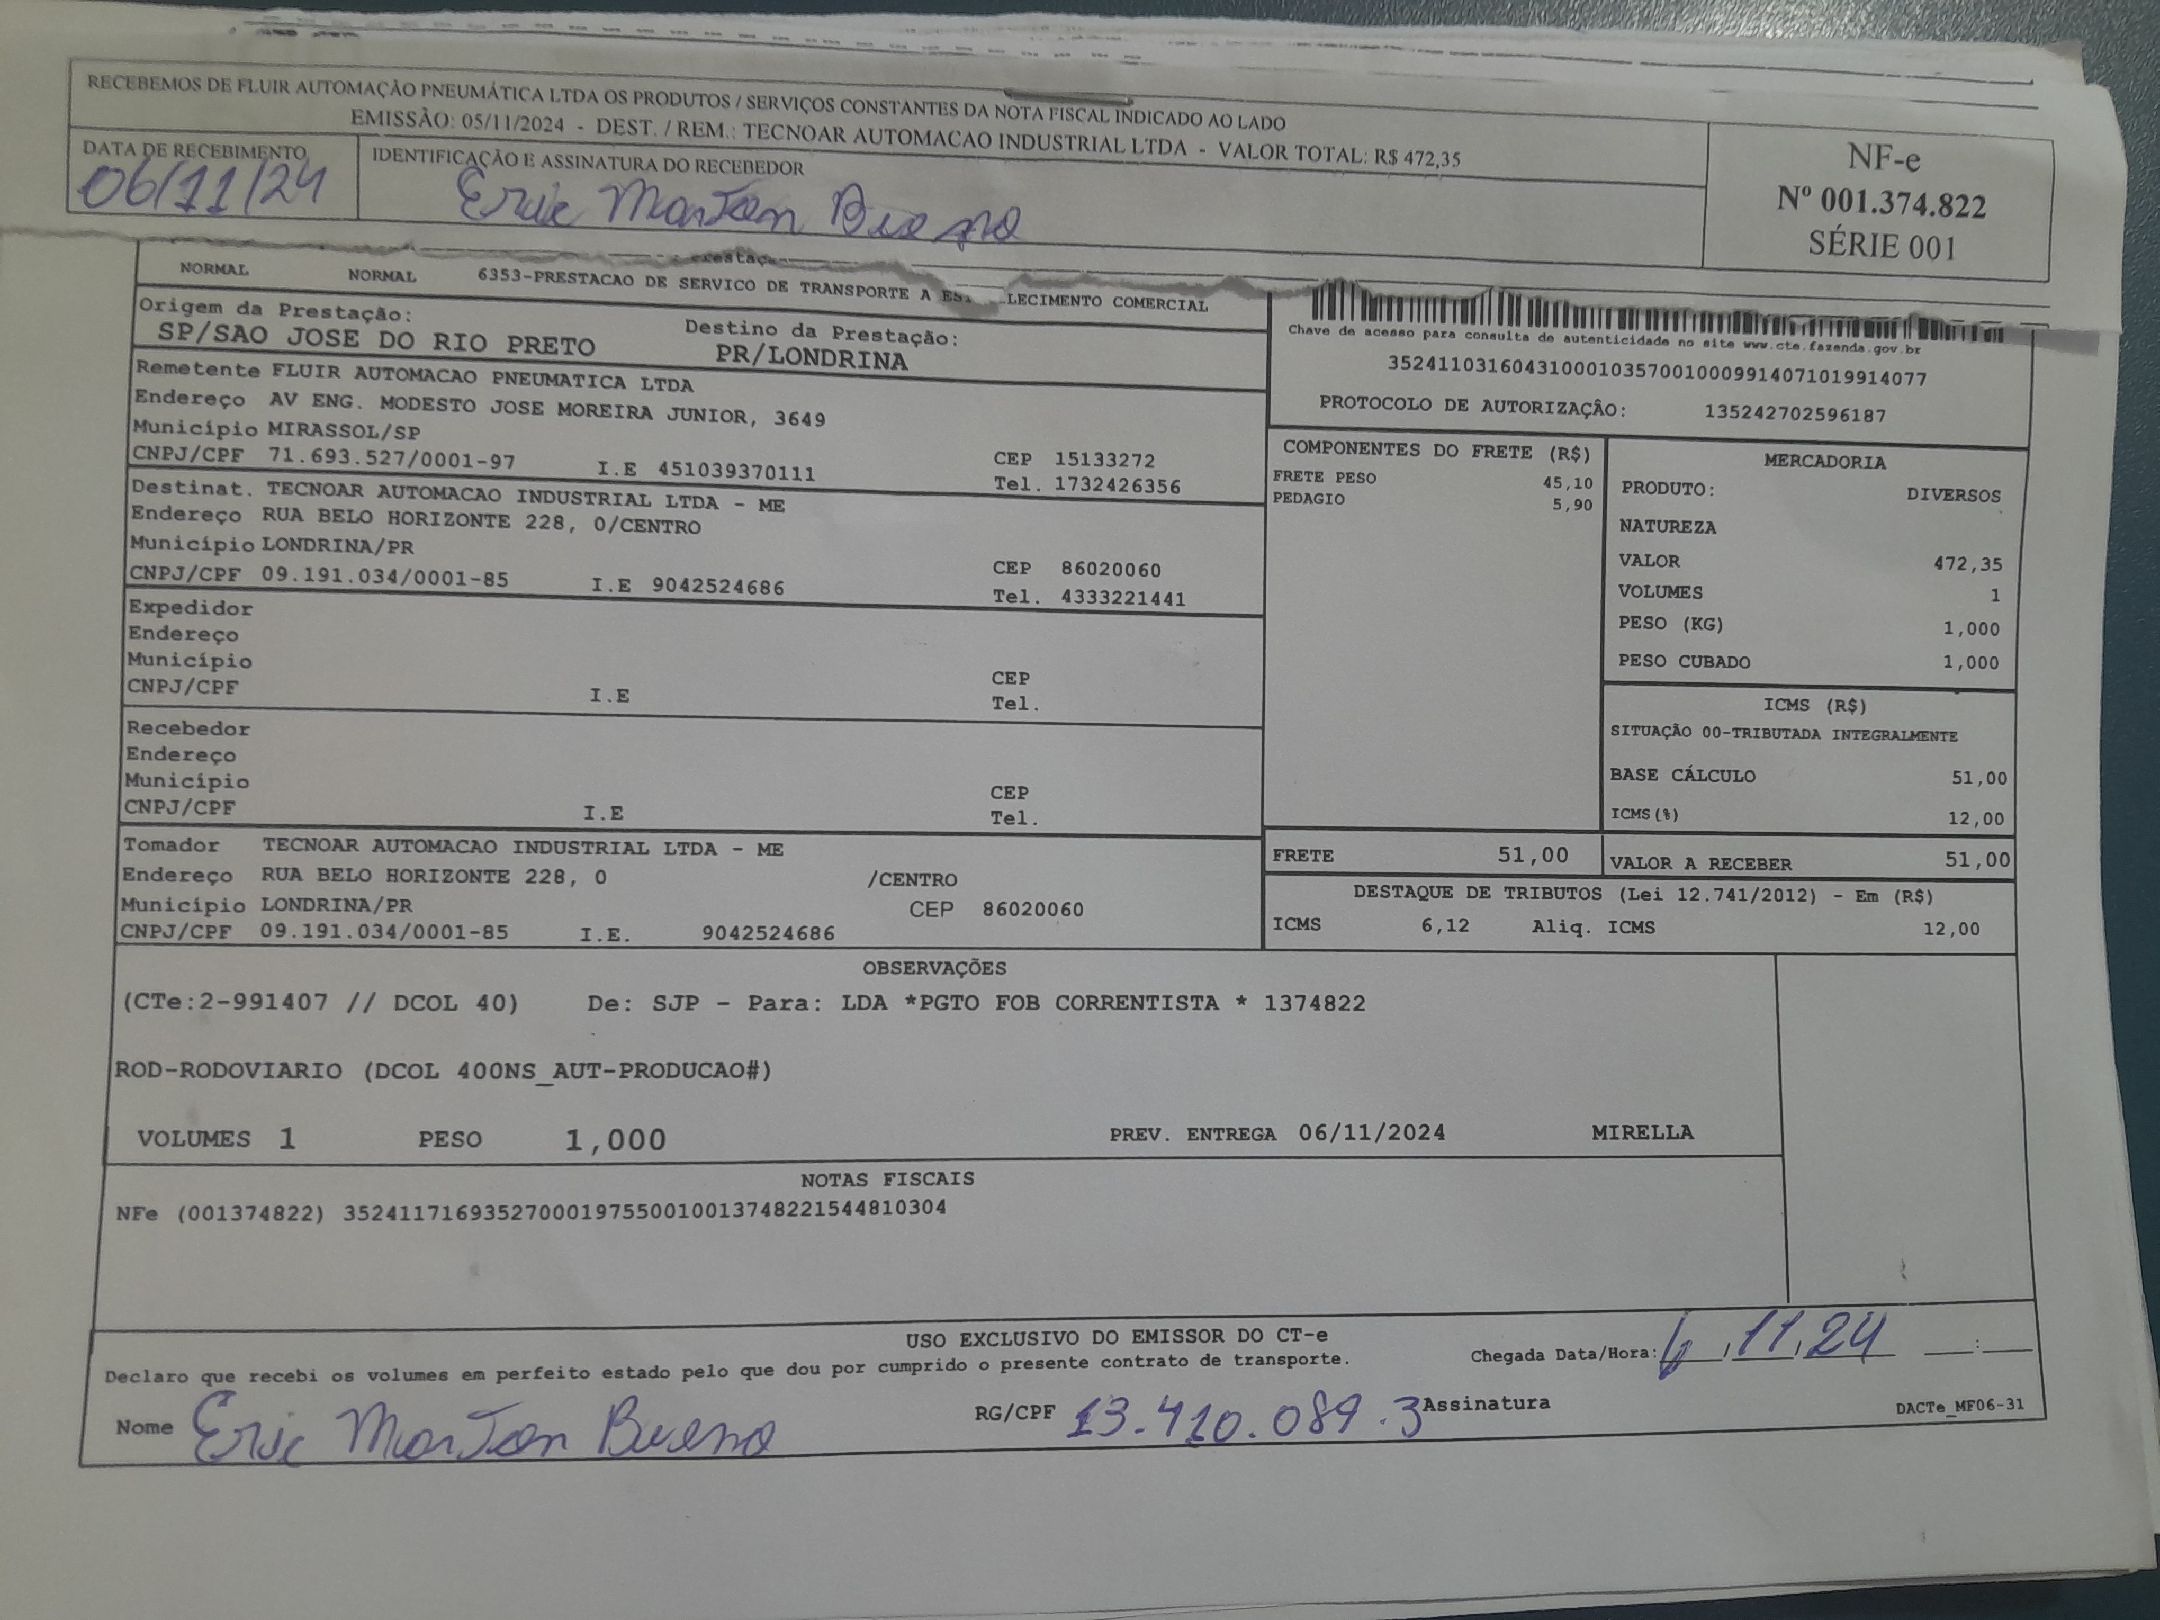 RECEBEMOS DE FLUIR AUTOMAÇÃO PNEUMÁTICA LTDA OS PRODUTOS / SERVIÇOS CONSTANTES DA NOTA FISCAL INDICADO AO LADO
EMISSÃO: 05/11/2024 - DEST. / REM.: TECNOAR AUTOMACAO INDUSTRIAL LTDA - VALOR TOTAL: R$ 472,35
DATA DE RECEBIMENTO
06/11/24
IDENTIFICAÇÃO E ASSINATURA DO RECEBEDOR
Eric Bueno
NF-e
Nº 001.374.822
SÉRIE 001
NORMAL NORMAL 6353-PRESTACAO DE SERVICO DE TRANSPORTE A COMERCIAL
Origem da Prestação:
SP/SAO JOSE DO RIO PRETO
Destino da Prestação:
PR/LONDRINA
Remetente FLUIR AUTOMACAO PNEUMATICA LTDA
Endereço AV ENG. MODESTO JOSE MOREIRA JUNIOR, 3649
Município MIRASSOL/SP
CNPJ/CPF 71.693.527/0001-97 I.E 451039370111
CEP 15133272
Tel. 1732426356
Destinat. TECNOAR AUTOMACAO INDUSTRIAL LTDA - ME
Endereço RUA BELO HORIZONTE 228, 0/CENTRO
Município LONDRINA/PR
CNPJ/CPF 09.191.034/0001-85 I.E 9042524686
CEP 86020060
Tel. 4333221441
Expedidor
Endereço
Município
CNPJ/CPF I.E
CEP
Tel.
Recebedor
Endereço
Município
CNPJ/CPF I.E
CEP
Tel.
Tomador TECNOAR AUTOMACAO INDUSTRIAL LTDA - ME
Endereço RUA BELO HORIZONTE 228, 0 /CENTRO
Município LONDRINA/PR CEP 86020060
CNPJ/CPF 09.191.034/0001-85 I.E. 9042524686
Chave de acesso para consulta de autenticidade no site www.cte.fazenda.gov.br
35241103160431000103570010009914071019914077
PROTOCOLO DE AUTORIZAÇÂO: 135242702596187
COMPONENTES DO FRETE (R$)
FRETE PESO 45,10
PEDAGIO 5,90
MERCADORIA
PRODUTO: DIVERSOS
NATUREZA
VALOR 472,35
VOLUMES 1
PESO (KG) 1,000
PESO CUBADO 1,000
ICMS (R$)
SITUAÇÃO 00-TRIBUTADA INTEGRALMENTE
BASE CÁLCULO 51,00
ICMS(%) 12,00
FRETE 51,00
VALOR A RECEBER 51,00
DESTAQUE DE TRIBUTOS (Lei 12.741/2012) - Em (R$)
ICMS 6,12 Aliq. ICMS 12,00
OBSERVAÇÕES
(CTe:2-991407 // DCOL 40) De: SJP - Para: LDA *PGTO FOB CORRENTISTA * 1374822
ROD-RODOVIARIO (DCOL 400NS_AUT-PRODUCAO#)
VOLUMES 1 PESO 1,000 PREV. ENTREGA 06/11/2024 MIRELLA
NOTAS FISCAIS
NFe (001374822) 35241171693527000197550010013748221544810304
USO EXCLUSIVO DO EMISSOR DO CT-e
Declaro que recebi os volumes em perfeito estado pelo que dou por cumprido o presente contrato de transporte.
Chegada Data/Hora: 6,11,24 :
Nome Eric Bueno RG/CPF 13.410.089.3 Assinatura
DACTe_MF06-31